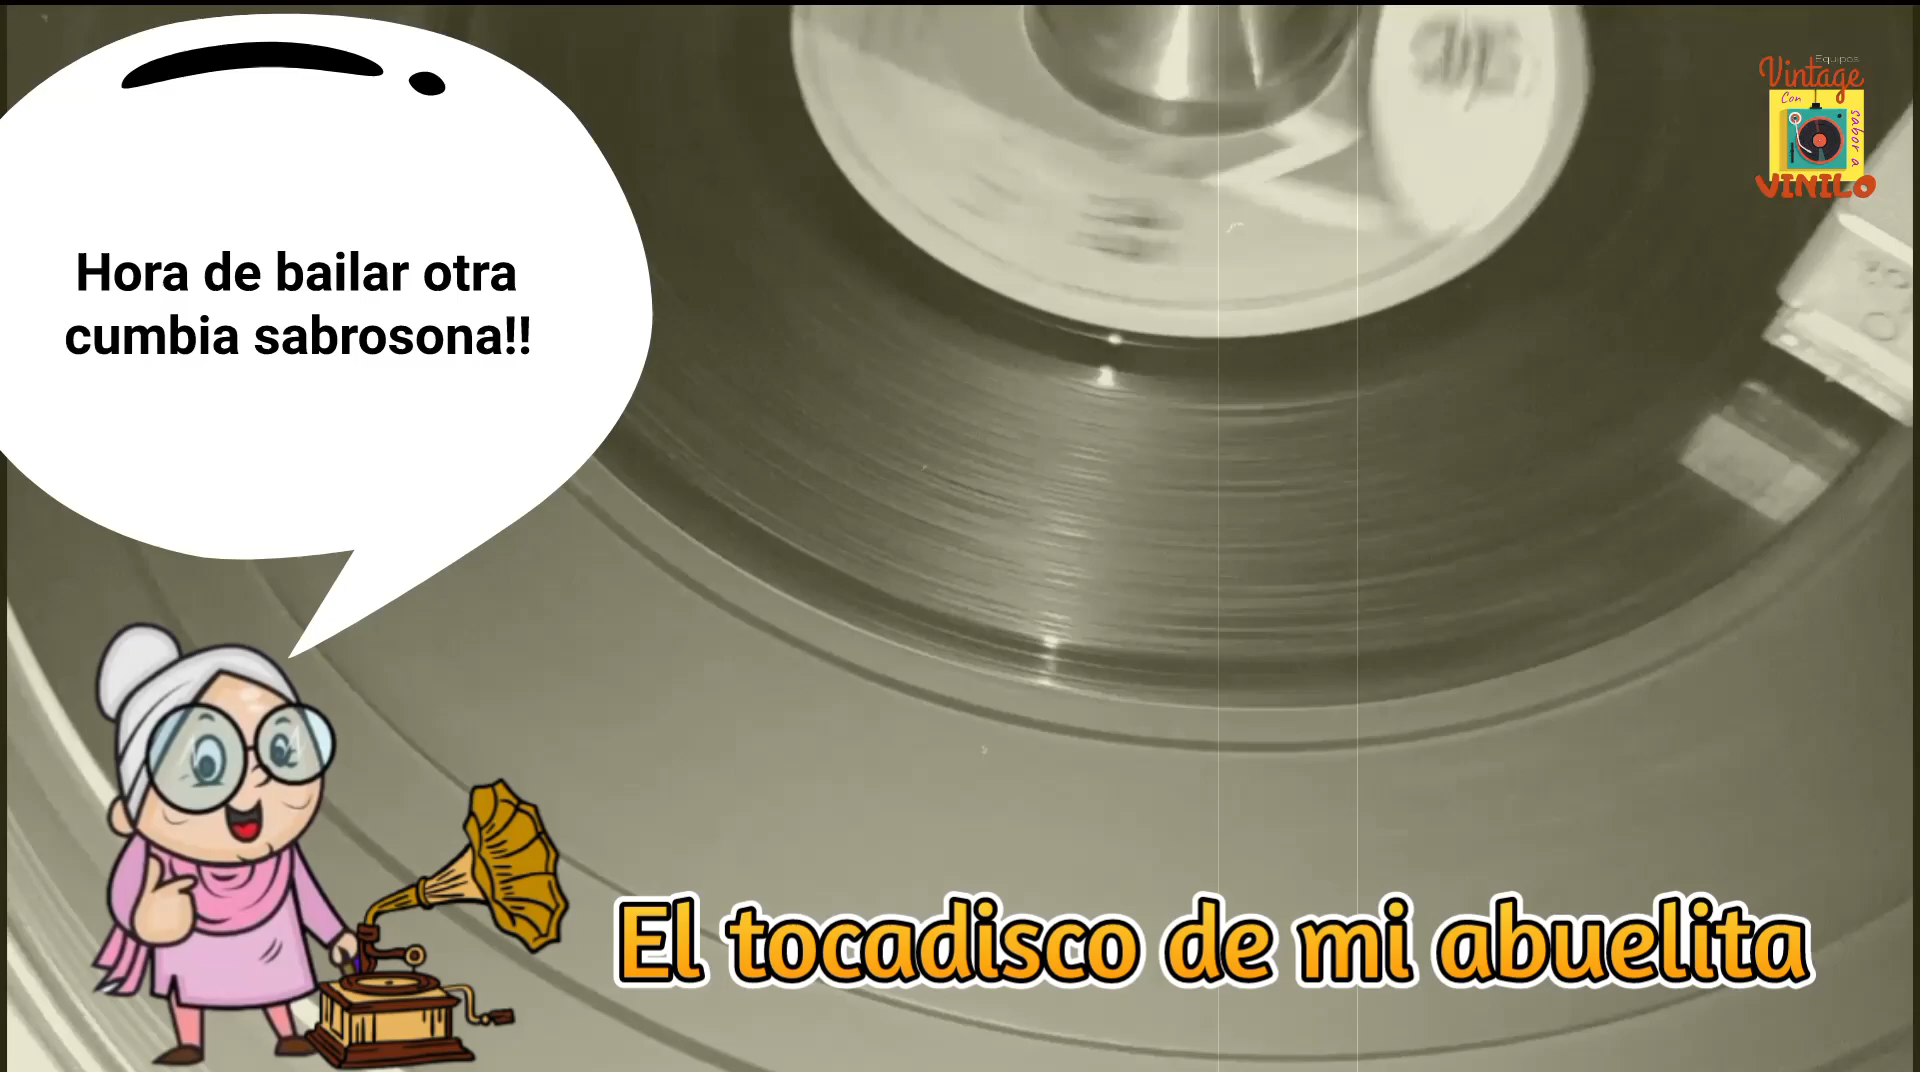 Hora de bailar otra
cumbia sabrosona!!
Equipos
Vintage
Con
sabor a
VINILO
El tocadisco de mi abuelita